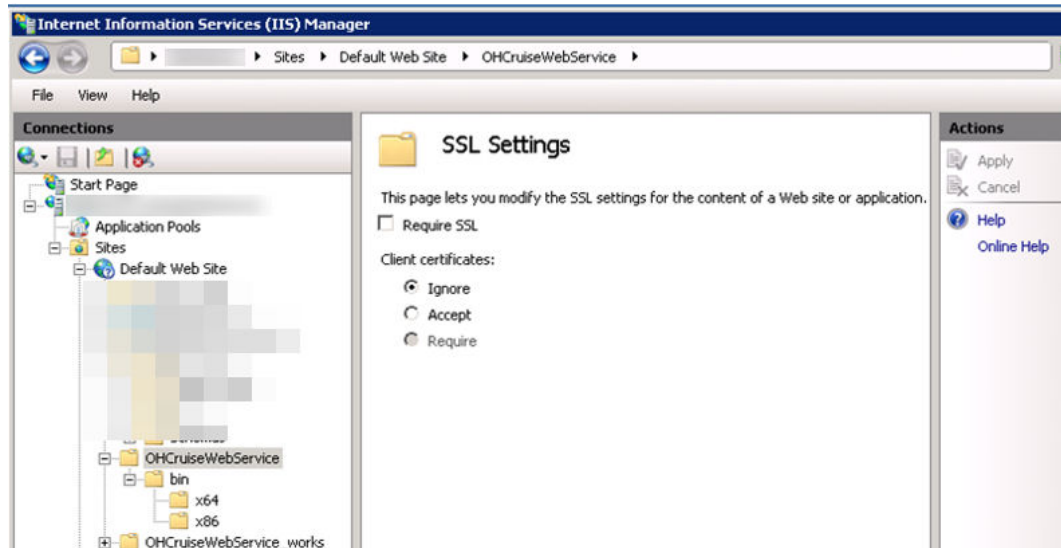 Internet Information Services (IIS) Manager
Sites Default Web Site OHCruiseWebService
File View Help
Connections
Start Page
Application Pools
Sites
Default Web Site
OHCruiseWebService
bin
x64
x86
OHCruiseWebService_works
SSL Settings
This page lets you modify the SSL settings for the content of a Web site or application.
Require SSL
Client certificates:
Ignore
Accept
Require
Actions
Apply
Cancel
Help
Online Help